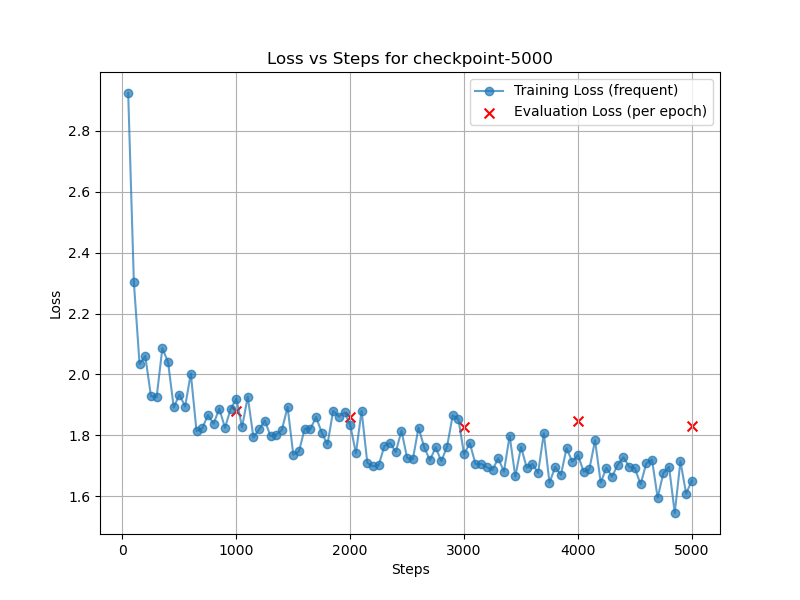 Loss vs Steps for checkpoint-5000
Training Loss (frequent)
Evaluation Loss (per epoch)
2.8
2.6
2.4
2.2
2.0
1.8
1.6
Loss
0 1000 2000 3000 4000 5000
Steps